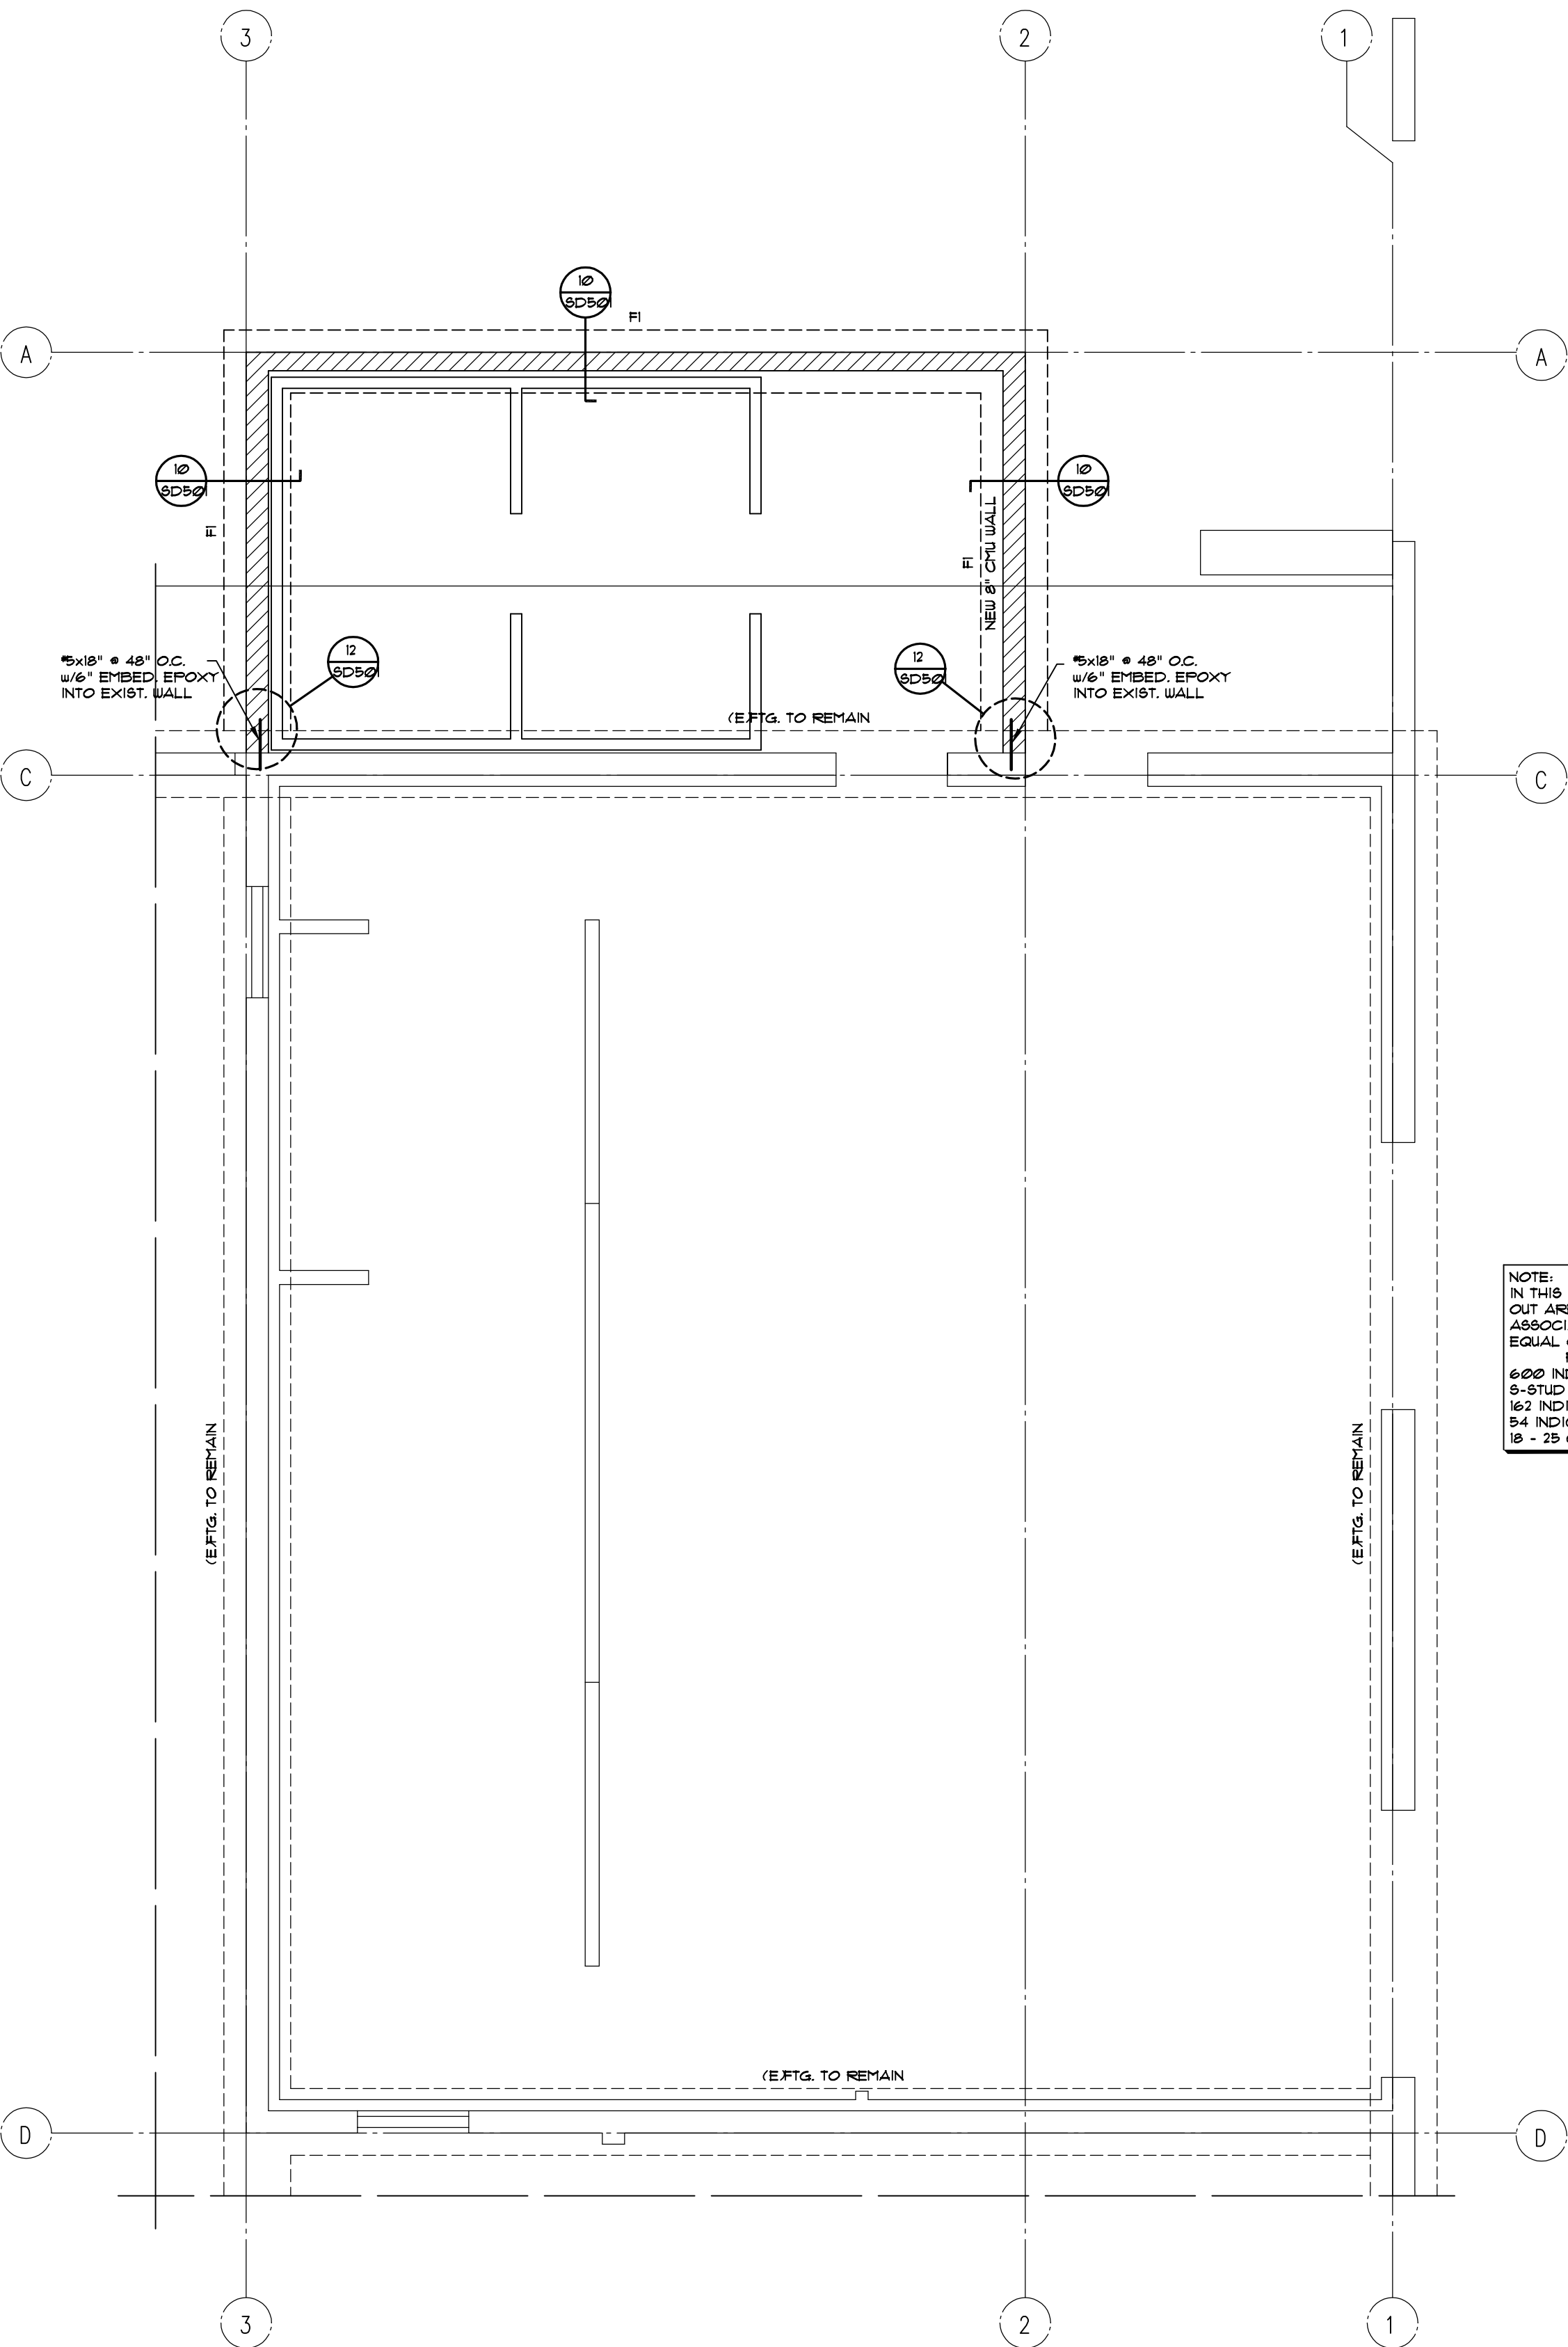 3
2
1
10
SD501
F1
A
A
10
SD501
10
SD501
F1
F1
NEW 8" CMU WALL
#5x18" @ 48" O.C.
w/6" EMBED. EPOXY
INTO EXIST. WALL
12
SD501
12
SD501
#5x18" @ 48" O.C.
w/6" EMBED. EPOXY
INTO EXIST. WALL
(E)FTG. TO REMAIN
C
C
NOTE:
IN THIS
OUT
ASSOCI
EQUAL
600 IND
S-STUD
162 INDI
54 INDI
18 - 25
(E)FTG. TO REMAIN
(E)FTG. TO REMAIN
(E)FTG. TO REMAIN
D
D
3
2
1